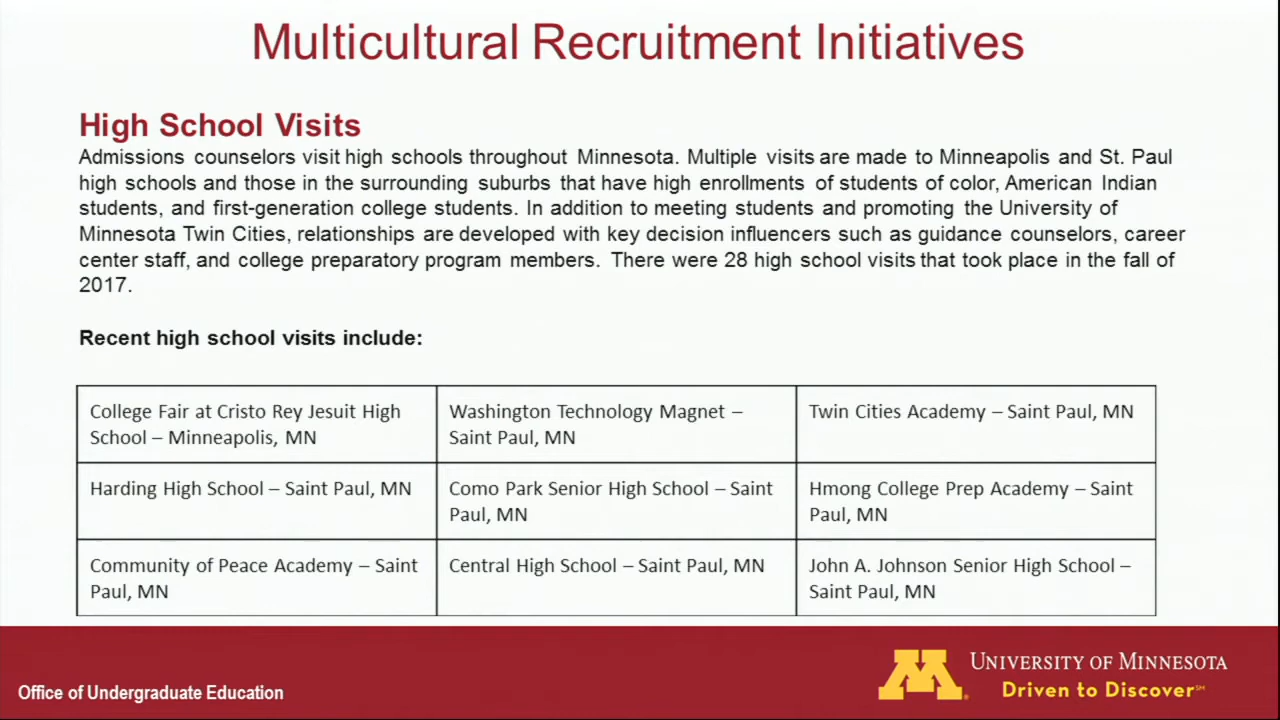 Multicultural Recruitment Initiatives
High School Visits
Admissions counselors visit high schools throughout Minnesota. Multiple visits are made to Minneapolis and St. Paul
high schools and those in the surrounding suburbs that have high enrollments of students of color, American Indian
students, and first-generation college students. In addition to meeting students and promoting the University of
Minnesota Twin Cities, relationships are developed with key decision influencers such as guidance counselors, career
center staff, and college preparatory program members. There were 28 high school visits that took place in the fall of
2017.
Recent high school visits include:
College Fair at Cristo Rey Jesuit High
School – Minneapolis, MN
Washington Technology Magnet –
Saint Paul, MN
Twin Cities Academy – Saint Paul, MN
Harding High School – Saint Paul, MN
Como Park Senior High School – Saint
Paul, MN
Hmong College Prep Academy – Saint
Paul, MN
Community of Peace Academy – Saint
Paul, MN
Central High School – Saint Paul, MN
John A. Johnson Senior High School –
Saint Paul, MN
Office of Undergraduate Education
M
UNIVERSITY OF MINNESOTA
Driven to Discover℠